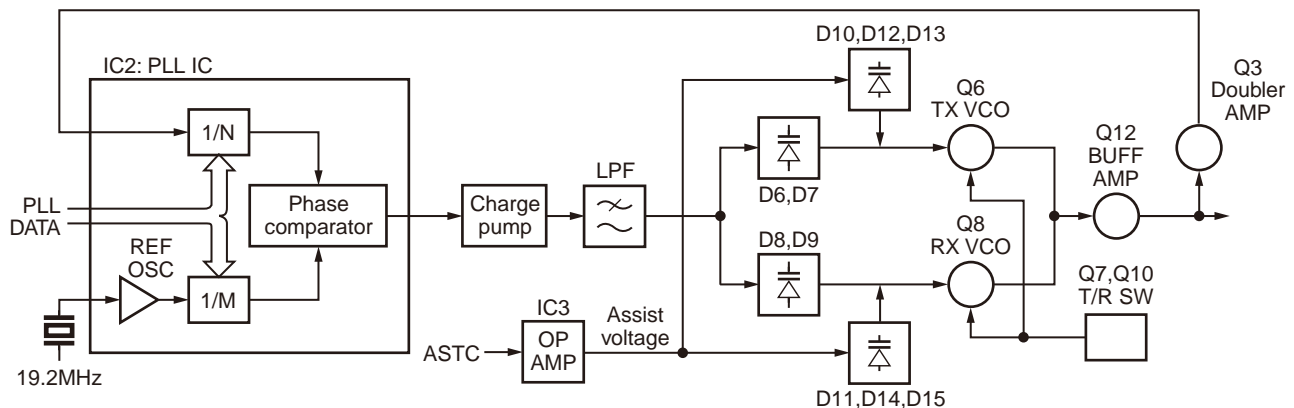 D10,D12,D13
IC2: PLL IC
Q3
Doubler
AMP
Q6
TX VCO
1/N
LPF
Q12
BUFF
AMP
PLL
DATA
Phase
comparator
Charge
pump
D6,D7
REF
OSC
D8,D9
Q8
RX VCO
1/M
Q7,Q10
T/R SW
IC3
OP
AMP
Assist
voltage
ASTC
19.2MHz
D11,D14,D15